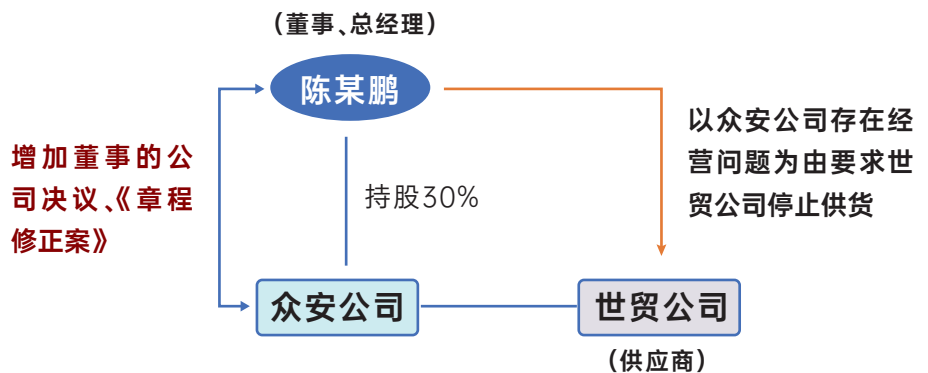 （董事、总经理）
陈某鹏
以众安公司存在经
营问题为由要求世
贸公司停止供货
增加董事的公
司决议、《章程
修正案》
持股30%
众安公司
世贸公司
（供应商）